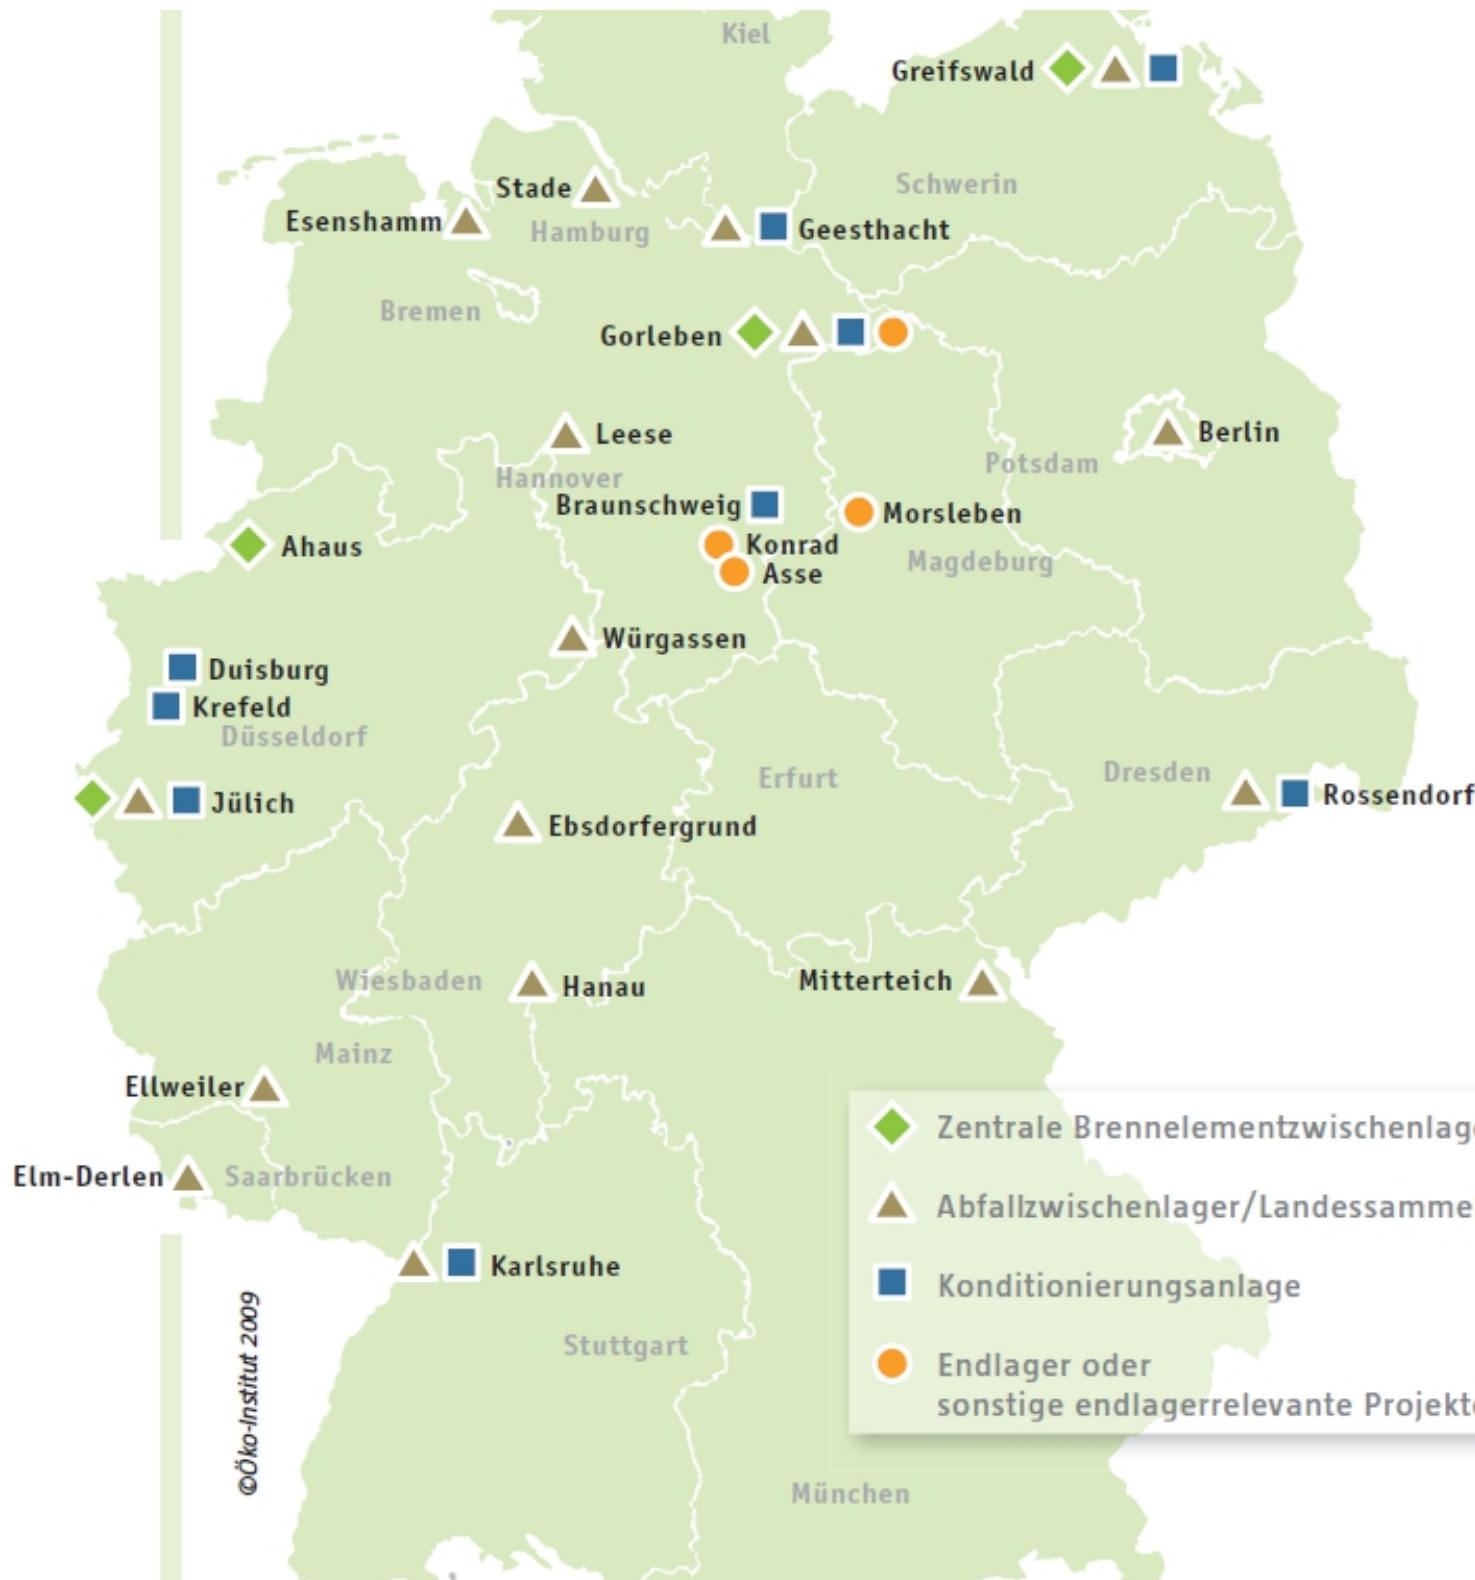 Kiel
Greifswald
Schwerin
Stade
Esenshamm
Hamburg
Geesthacht
Bremen
Gorleben
Leese
Berlin
Potsdam
Hannover
Braunschweig
Morsleben
Konrad
Ahaus
Magdeburg
Asse
Würgassen
Duisburg
Krefeld
Düsseldorf
Erfurt
Dresden
Rossendorf
Jülich
Ebsdorfergrund
Wiesbaden
Hanau
Mitterteich
Mainz
Ellweiler
Elm-Derlen
Saarbrücken
Karlsruhe
Stuttgart
München
Zentrale Brennelementzwischenlage
Abfallzwischenlager/Landessamme
Konditionierungsanlage
Endlager oder
sonstige endlagerrelevante Projekte
©Öko-Institut 2009